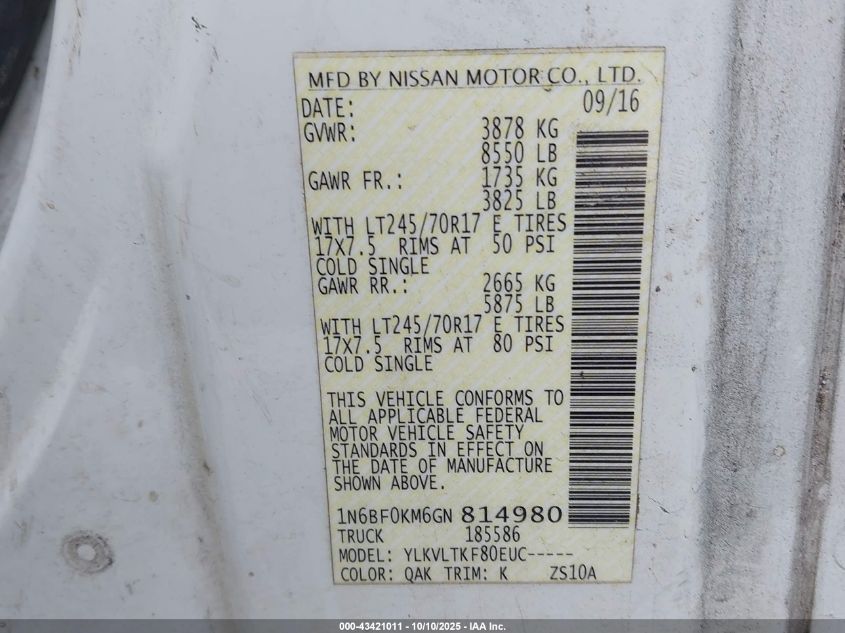 MFD BY NISSAN MOTOR CO., LTD.
DATE: 09/16
GVWR: 3878 KG
8550 LB
GAWR FR.: 1735 KG
3825 LB
WITH LT245/70R17 E TIRES
17X7.5 RIMS AT 50 PSI
COLD SINGLE
GAWR RR.: 2665 KG
5875 LB
WITH LT245/70R17 E TIRES
17X7.5 RIMS AT 80 PSI
COLD SINGLE
THIS VEHICLE CONFORMS TO
ALL APPLICABLE FEDERAL
MOTOR VEHICLE SAFETY
STANDARDS IN EFFECT ON
THE DATE OF MANUFACTURE
SHOWN ABOVE.
1N6BF0KM6GN 814980
TRUCK 185586
MODEL: YLKVLTKF80EUC-----
COLOR: QAK TRIM: K ZS10A
000-43421011 - 10/10/2025 - IAA Inc.